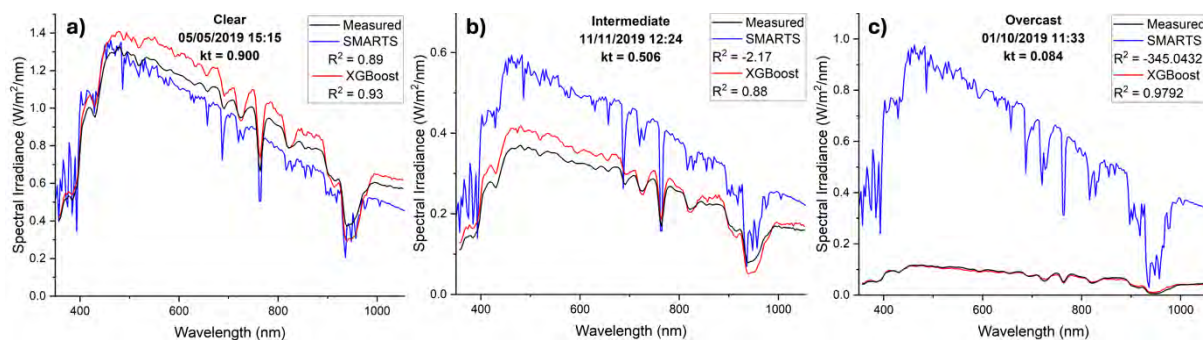 a)
Clear
05/05/2019 15:15
kt = 0.900
Measured
SMARTS
R² = 0.89
XGBoost
R² = 0.93
1.4
1.2
1.0
0.8
0.6
0.4
0.2
0.0
Spectral Irradiance (W/m²/nm)
400
600
800
1000
Wavelength (nm)
b)
Intermediate
11/11/2019 12:24
kt = 0.506
Measured
SMARTS
R² = -2.17
XGBoost
R² = 0.88
0.6
0.4
0.2
0.0
Spectral Irradiance (W/m²/nm)
400
600
800
1000
Wavelength (nm)
c)
Overcast
01/10/2019 11:33
kt = 0.084
Measured
SMARTS
R² = -345.0432
XGBoost
R² = 0.9792
1.0
0.8
0.6
0.4
0.2
0.0
Spectral Irradiance (W/m²/nm)
400
600
800
1000
Wavelength (nm)